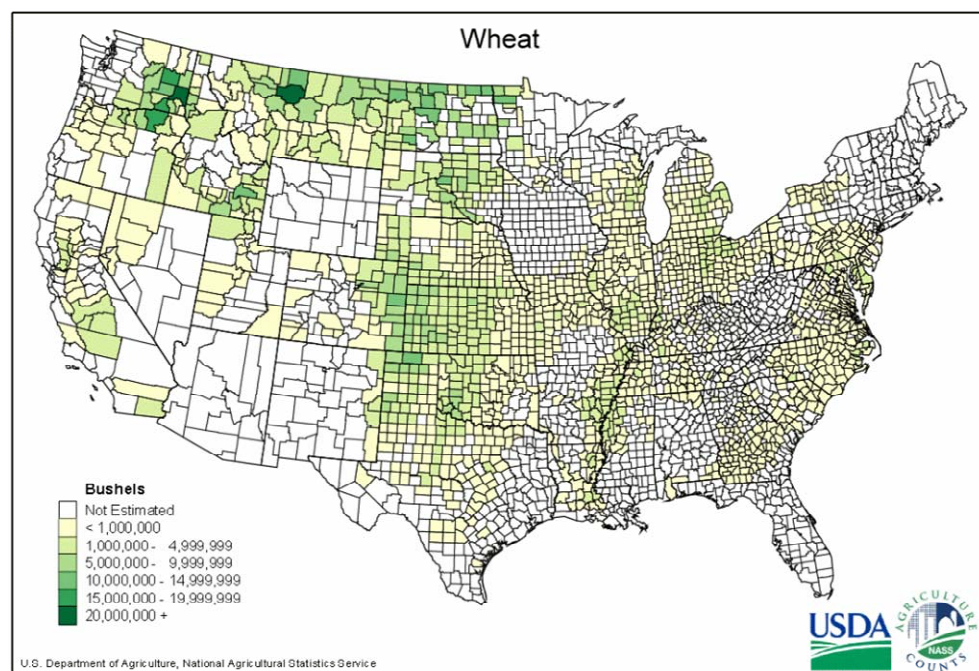 Wheat
Bushels
Not Estimated
< 1,000,000
1,000,000 - 4,999,999
5,000,000 - 9,999,999
10,000,000 - 14,999,999
15,000,000 - 19,999,999
20,000,000 +
U.S. Department of Agriculture, National Agricultural Statistics Service
USDA
AGRICULTURE
NASS
COUNTS